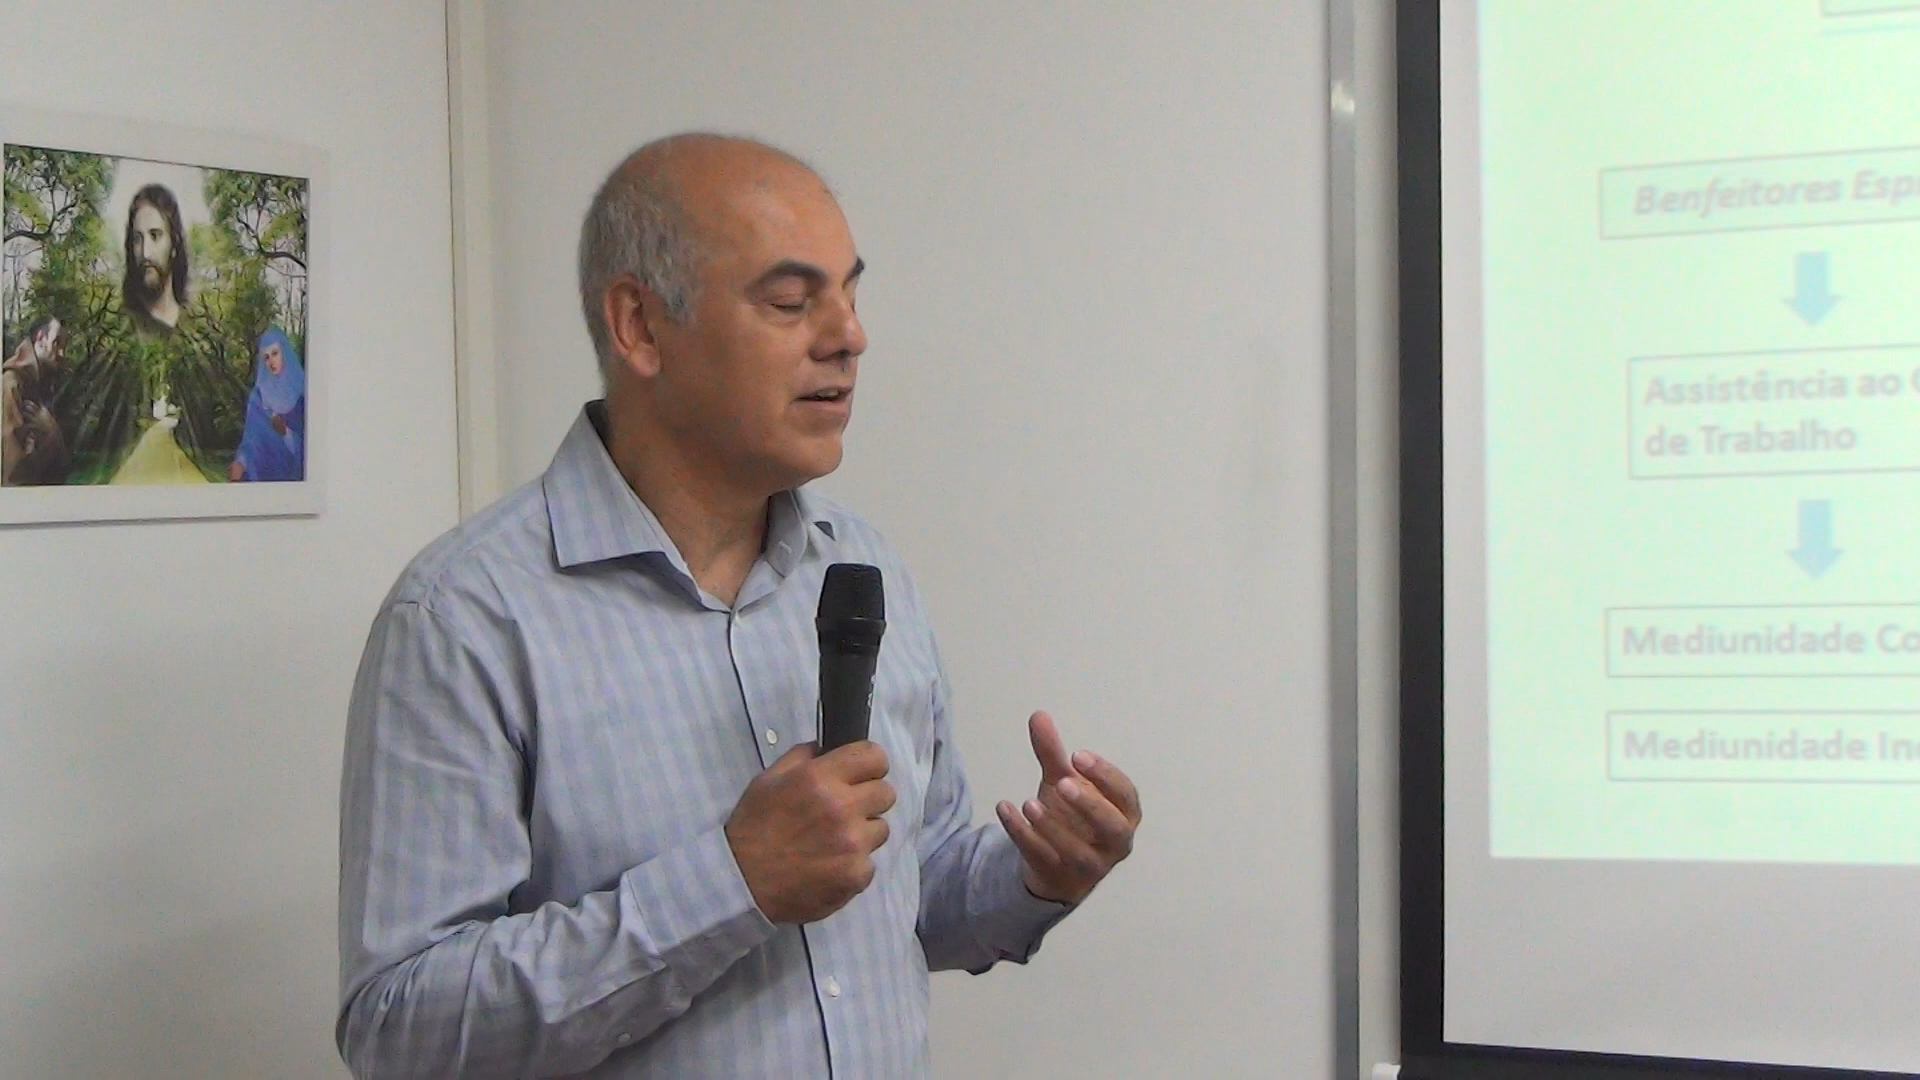 Benfeitores Esp
Assistência ao
de Trabalho
Mediunidade Co
Mediunidade In